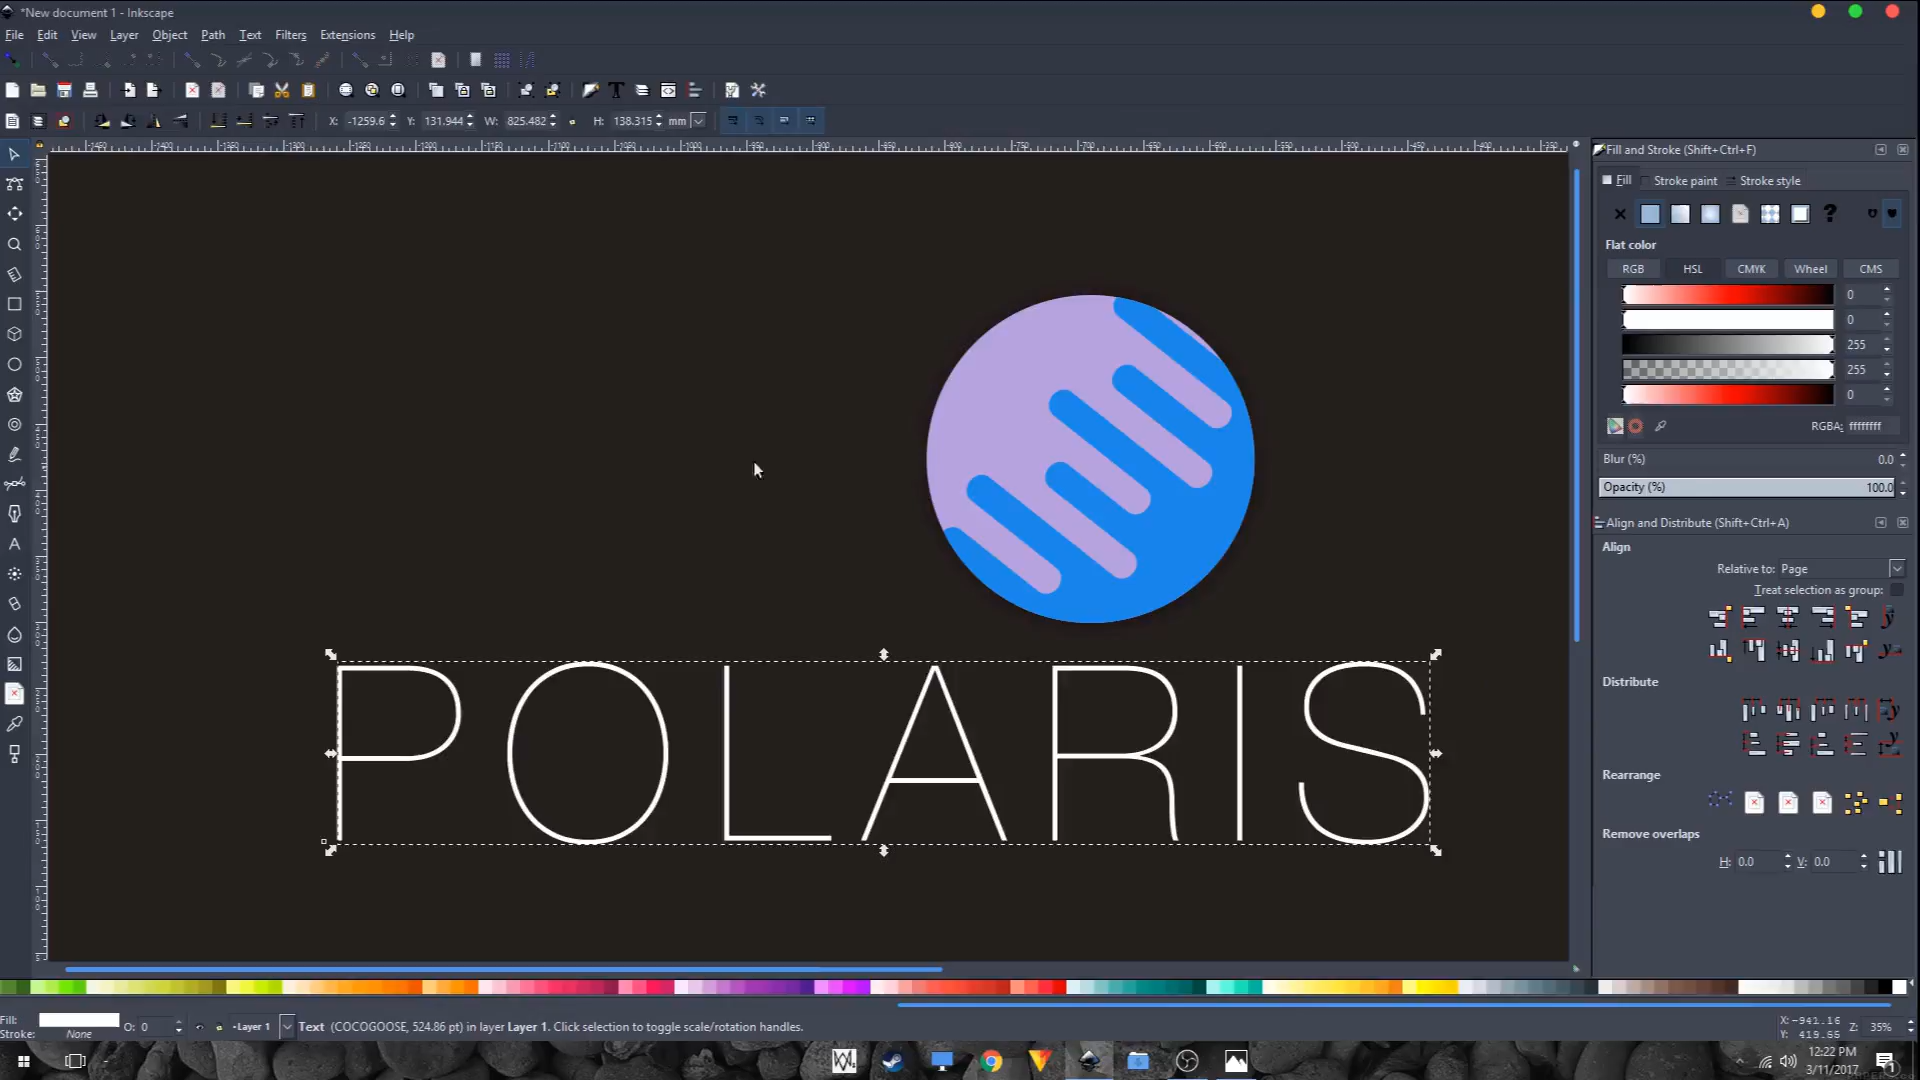 *New document 1 - Inkscape
File Edit View Layer Object Path Text Filters Extensions Help
X: -1259.6 Y: 131.944 W: 825.482 H: 138.315 mm
Fill and Stroke (Shift+Ctrl+F)
Fill Stroke paint Stroke style
Flat color
RGB HSL CMYK Wheel CMS
0
0
255
255
0
RGBA: ffffffff
Blur (%) 0.0
Opacity (%) 100.0
Align and Distribute (Shift+Ctrl+A)
Align
Relative to: Page
Treat selection as group:
Distribute
Rearrange
Remove overlaps
H: 0.0 V: 0.0
POLARIS
Fill:
Stroke: None
O: 0
•Layer 1
Text (COCOGOOSE, 524.86 pt) in layer Layer 1. Click selection to toggle scale/rotation handles.
X: -941.16
Y: 419.65
Z: 35%
12:22 PM
3/11/2017